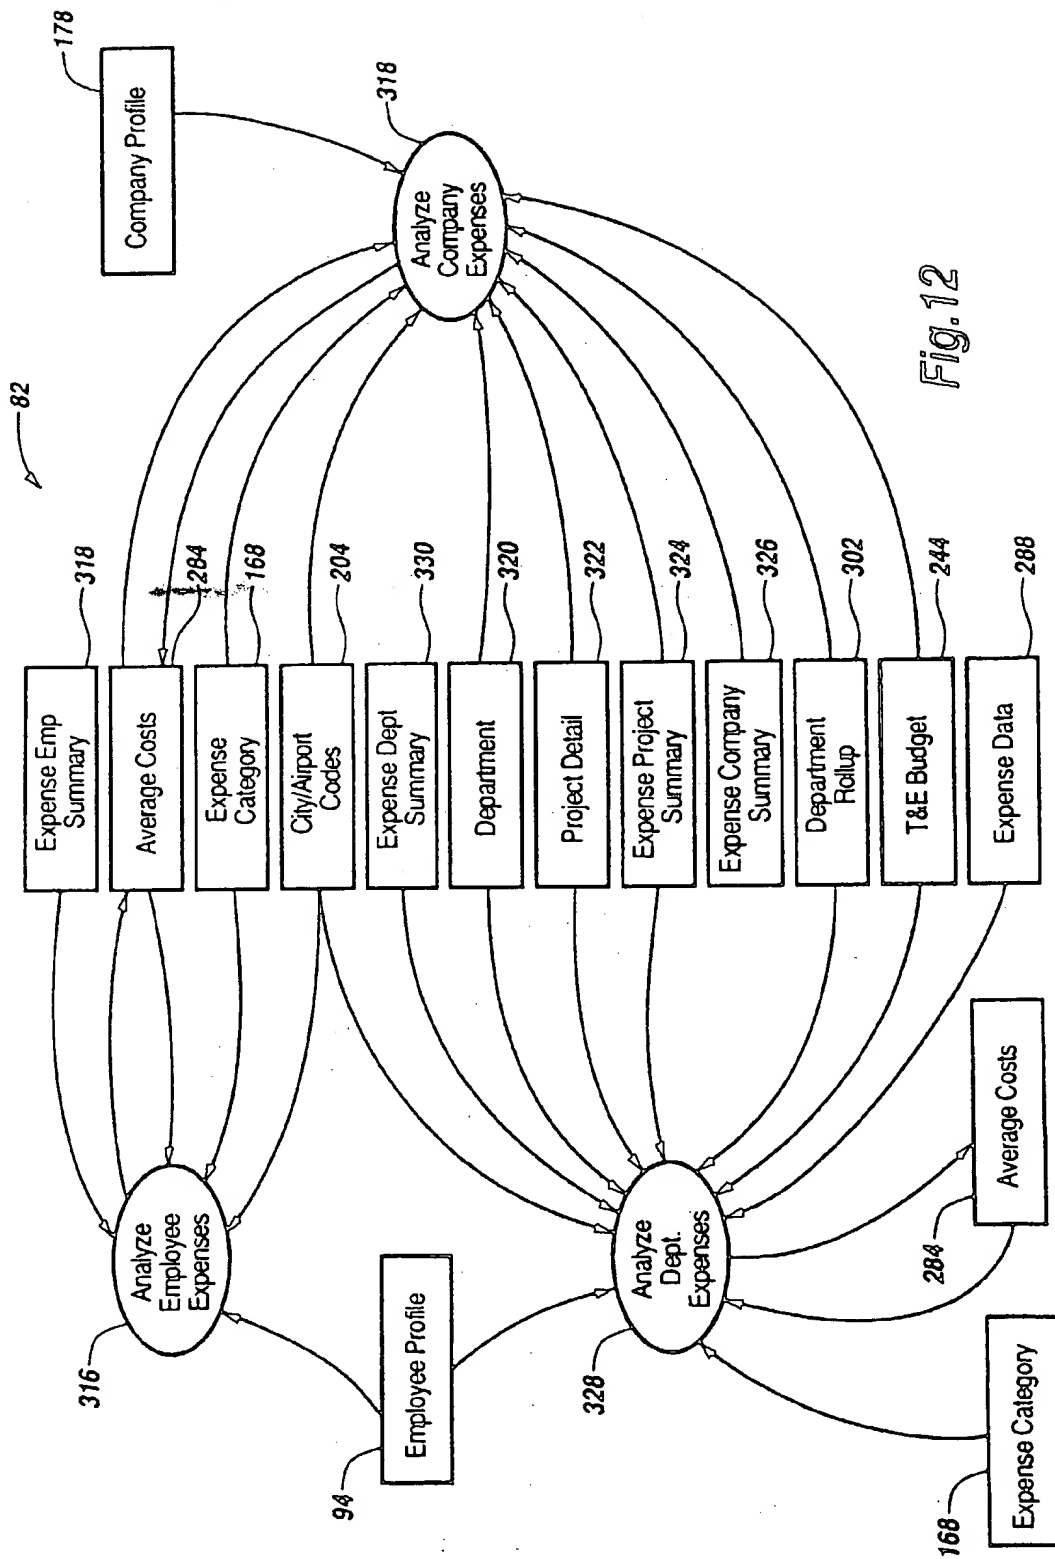 82
Company Profile
178
Analyze
Company
Expenses
318
Expense Emp
Summary
318
Average Costs
284
Expense
Category
168
City/Airport
Codes
204
Expense Dept
Summary
330
Department
320
Project Detail
322
Expense Project
Summary
324
Expense Company
Summary
326
Department
Rollup
302
T&E Budget
244
Expense Data
288
Analyze
Employee
Expenses
316
Employee Profile
94
Analyze
Dept.
Expenses
328
Average Costs
284
Expense Category
168
Fig.12